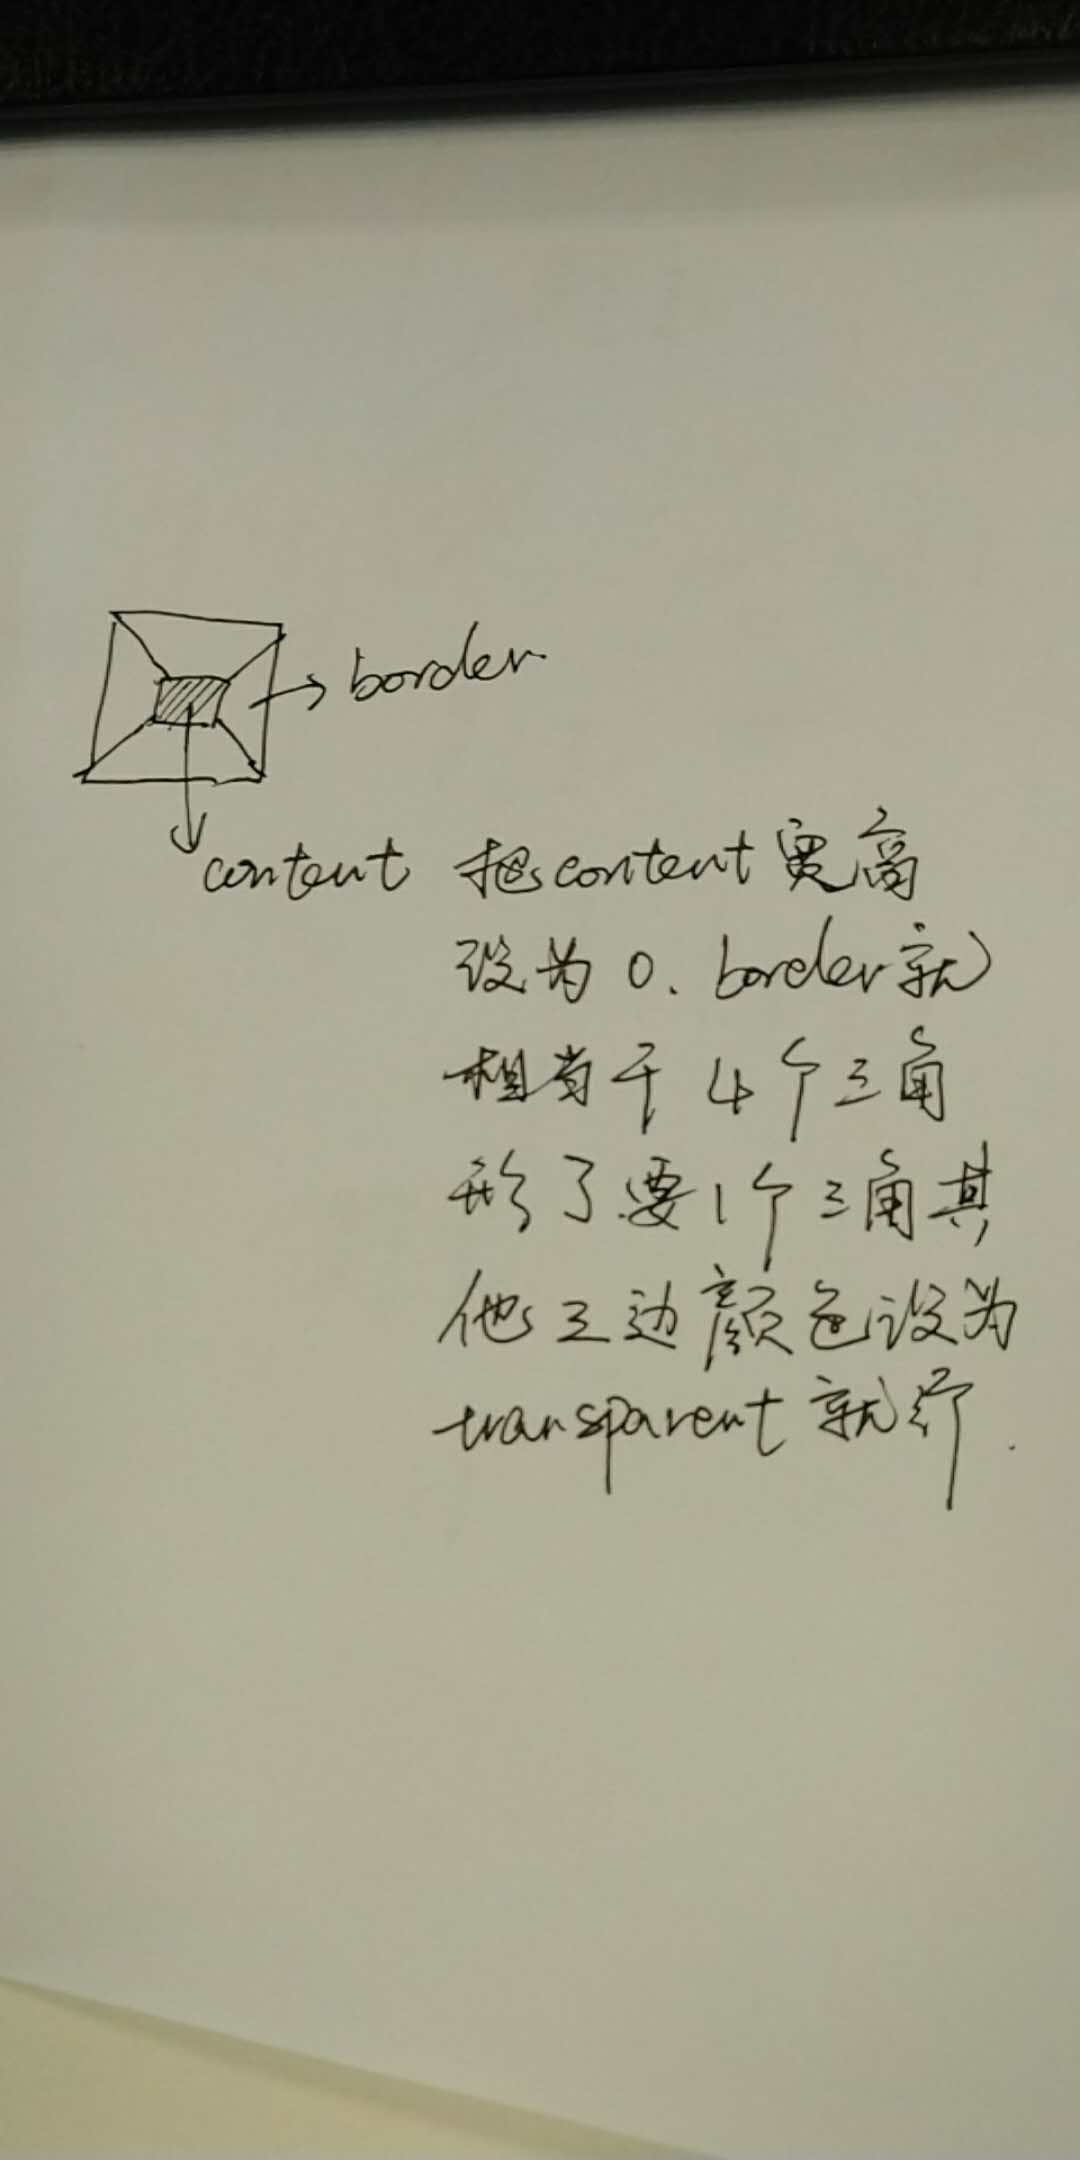 border
content 把content宽高
设为0. border就
相当于4个三角
形了要1个三角其
他三边颜色设为
transparent就行.